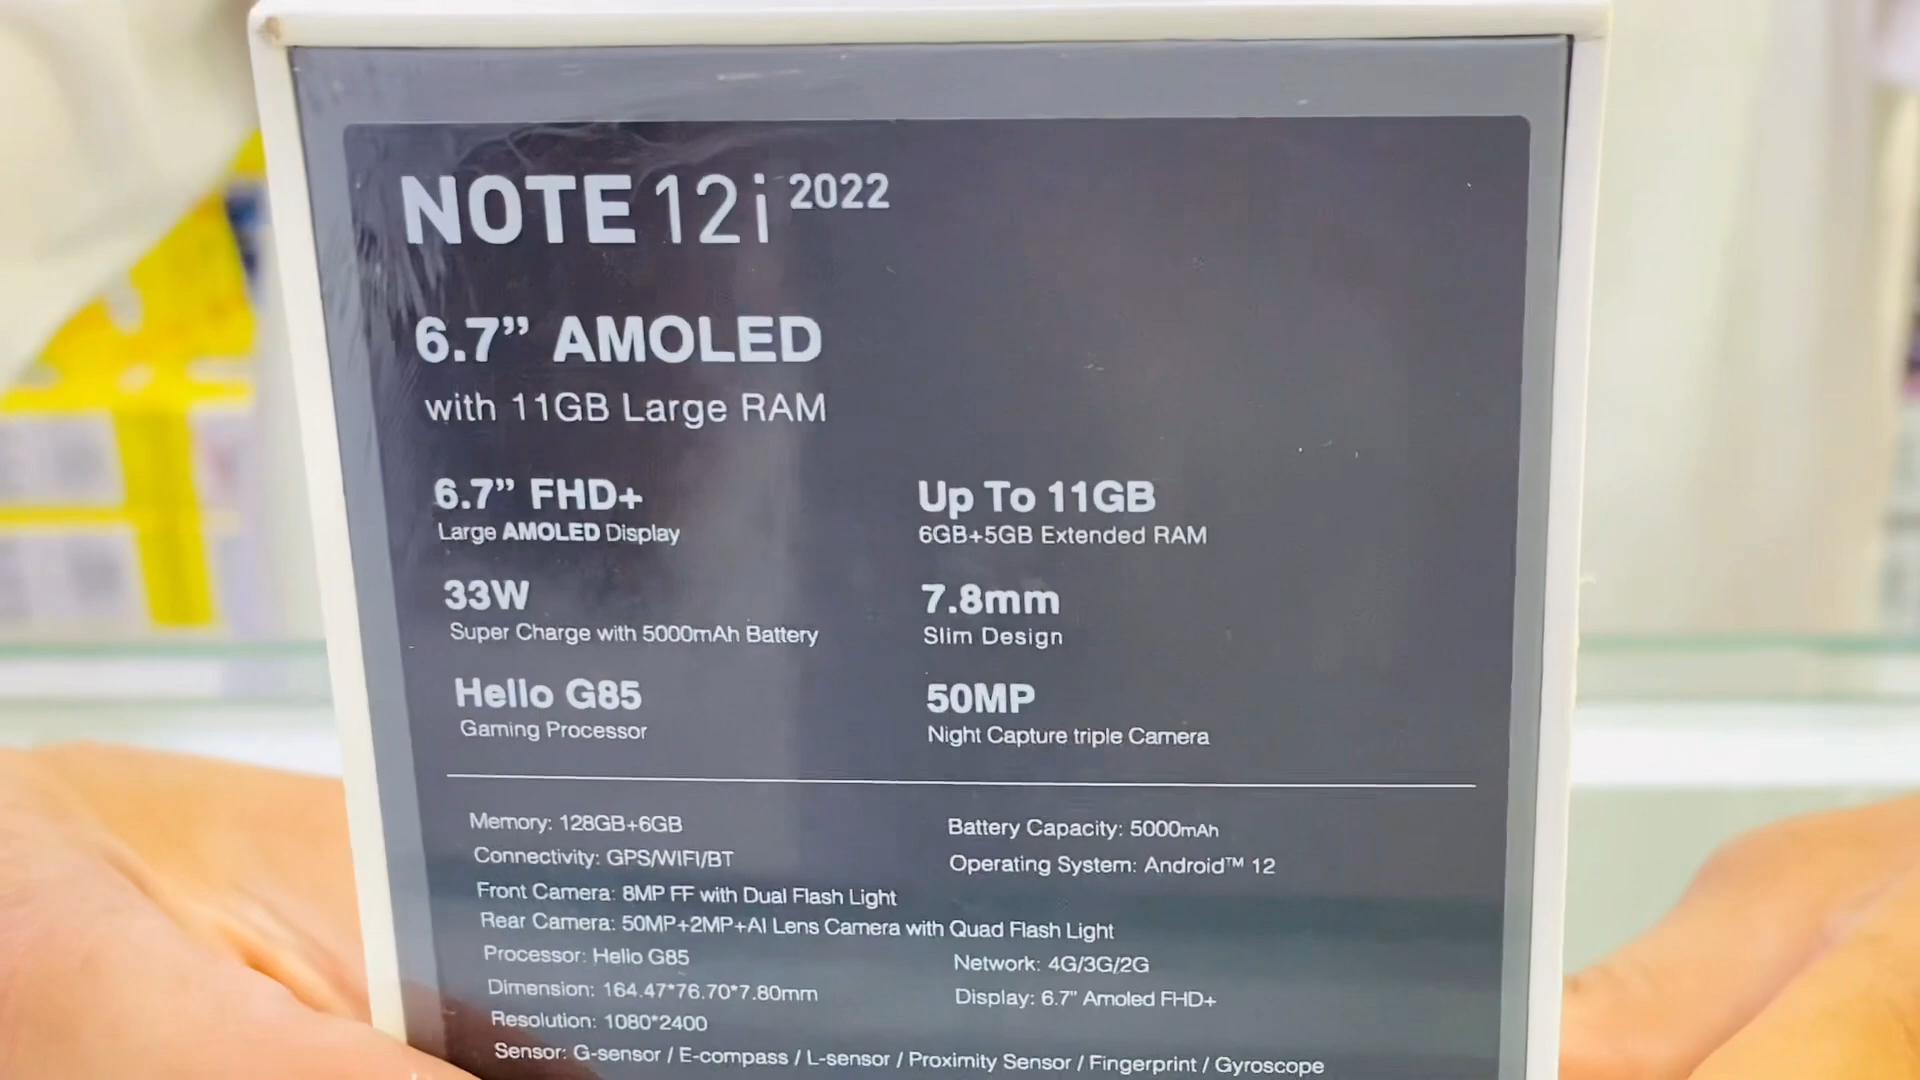 NOTE 12i 2022
6.7” AMOLED
with 11GB Large RAM
6.7” FHD+
Large AMOLED Display
Up To 11GB
6GB+5GB Extended RAM
33W
Super Charge with 5000mAh Battery
7.8mm
Slim Design
Hello G85
Gaming Processor
50MP
Night Capture triple Camera
Memory: 128GB+6GB
Battery Capacity: 5000mAh
Connectivity: GPS/WIFI/BT
Operating System: Android™ 12
Front Camera: 8MP FF with Dual Flash Light
Rear Camera: 50MP+2MP+AI Lens Camera with Quad Flash Light
Processor: Hello G85
Network: 4G/3G/2G
Dimension: 164.47*76.70*7.80mm
Display: 6.7" Amoled FHD+
Resolution: 1080*2400
Sensor: G-sensor / E-compass / L-sensor / Proximity Sensor / Fingerprint / Gyroscope